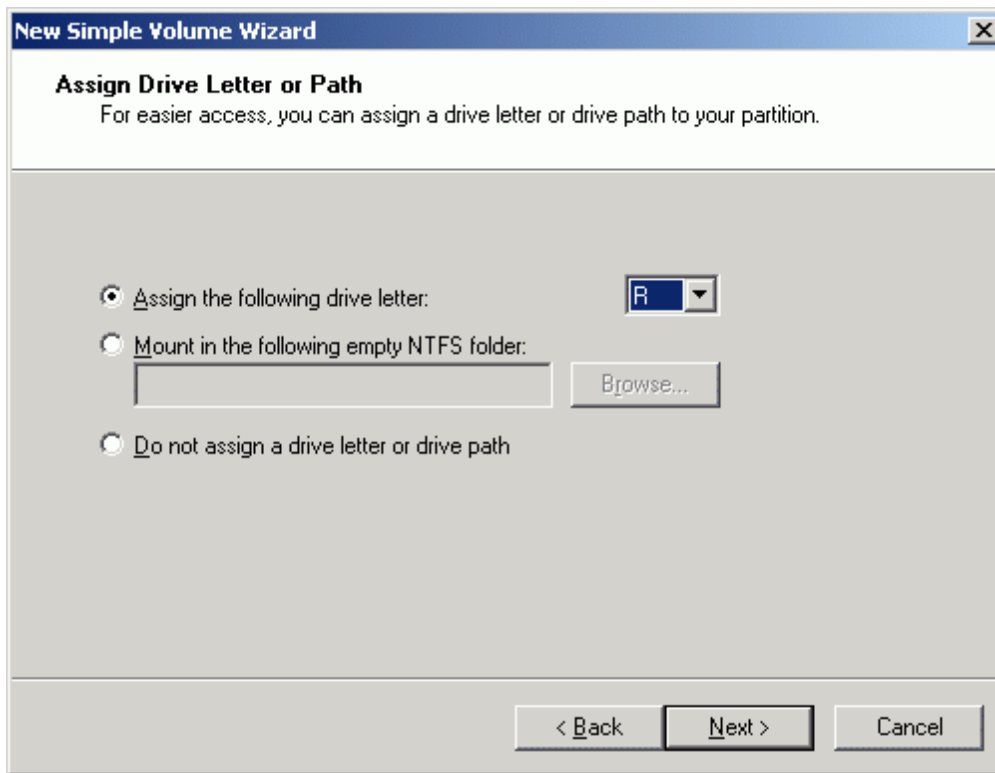 New Simple Volume Wizard
Assign Drive Letter or Path
For easier access, you can assign a drive letter or drive path to your partition.
Assign the following drive letter: R
Mount in the following empty NTFS folder:
Browse...
Do not assign a drive letter or drive path
< Back Next > Cancel